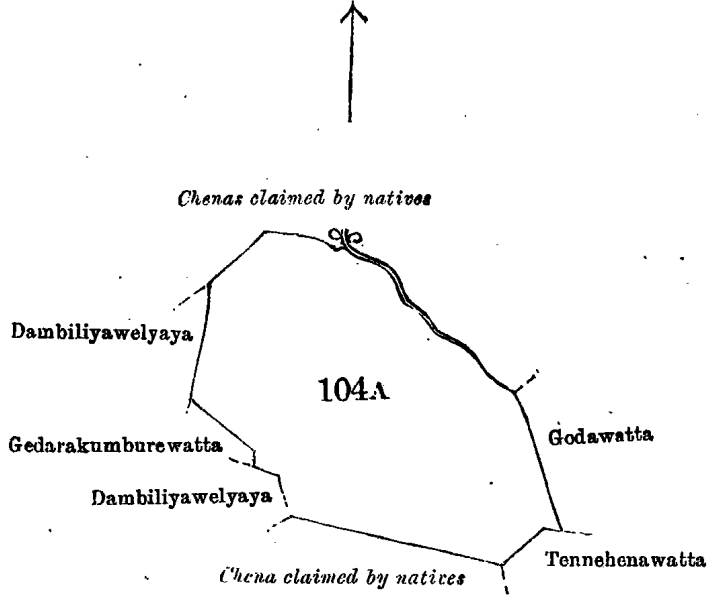 Chenas claimed by natives
Dambiliyawelyaya
104A
Godawatta
Gedarakumburewatta
Dambiliyawelyaya
Tennehenawatta
Chena claimed by natives